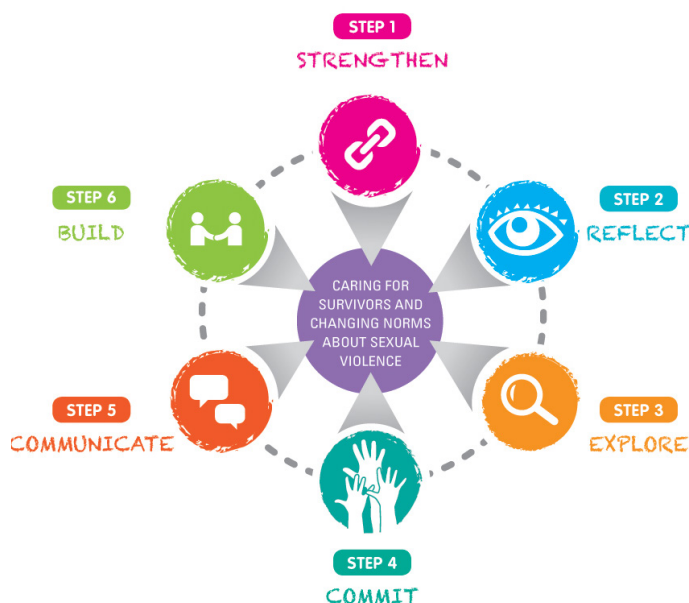 STEP 1
STRENGTHEN
STEP 2
REFLECT
STEP 3
EXPLORE
STEP 4
COMMIT
STEP 5
COMMUNICATE
STEP 6
BUILD
CARING FOR
SURVIVORS AND
CHANGING NORMS
ABOUT SEXUAL
VIOLENCE